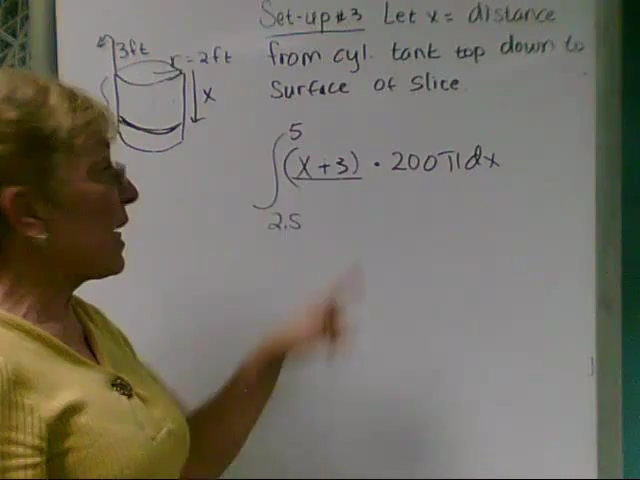 Set-up #3 Let x = distance
from cyl. tank top down to
Surface of Slice
3ft
r = 2ft
x
5
∫ (x + 3) • 200π dx
2.5